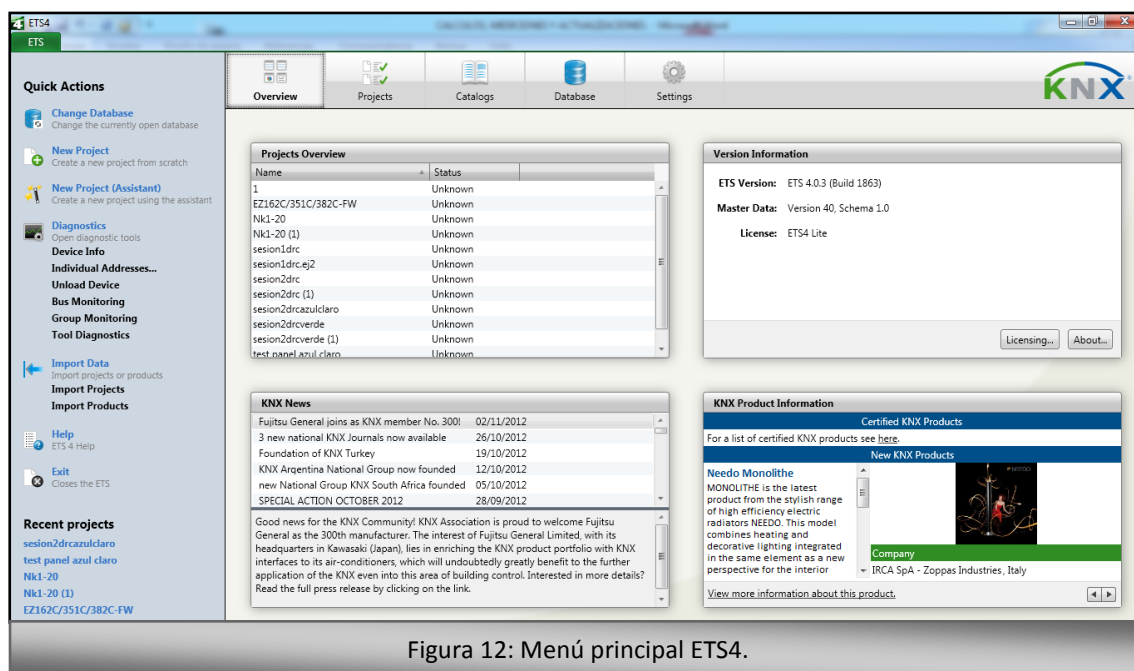 ETS4
ETS
Quick Actions
Change Database
Change the currently open database
New Project
Create a new project from scratch
New Project (Assistant)
Create a new project using the assistant
Diagnostics
Open diagnostic tools
Device Info
Individual Addresses...
Unload Device
Bus Monitoring
Group Monitoring
Tool Diagnostics
Import Data
Import projects or products
Import Projects
Import Products
Help
ETS 4 Help
Exit
Closes the ETS
Recent projects
sesion2drcazulclaro
test panel azul claro
Nk1-20
Nk1-20 (1)
EZ162C/351C/382C-FW
Overview Projects Catalogs Database Settings
KNX
Projects Overview
Name Status
1 Unknown
EZ162C/351C/382C-FW Unknown
Nk1-20 Unknown
Nk1-20 (1) Unknown
sesion1drc Unknown
sesion1drc.ej2 Unknown
sesion2drc Unknown
sesion2drc (1) Unknown
sesion2drcazulclaro Unknown
sesion2drcverde Unknown
sesion2drcverde (1) Unknown
test panel azul claro Unknown
Version Information
ETS Version: ETS 4.0.3 (Build 1863)
Master Data: Version 40, Schema 1.0
License: ETS4 Lite
Licensing... About...
KNX News
Fujitsu General joins as KNX member No. 300! 02/11/2012
3 new national KNX Journals now available 26/10/2012
Foundation of KNX Turkey 19/10/2012
KNX Argentina National Group now founded 12/10/2012
new National Group KNX South Africa founded 05/10/2012
SPECIAL ACTION OCTOBER 2012 28/09/2012
Good news for the KNX Community! KNX Association is proud to welcome Fujitsu
General as the 300th manufacturer. The interest of Fujitsu General Limited, with its
headquarters in Kawasaki (Japan), lies in enriching the KNX product portfolio with KNX
interfaces to its air-conditioners, which will undoubtedly greatly benefit to the further
application of the KNX even into this area of building control. Interested in more details?
Read the full press release by clicking on the link.
KNX Product Information
Certified KNX Products
For a list of certified KNX products see here.
New KNX Products
Needo Monolithe
MONOLITHE is the latest
product from the stylish range
of high efficiency electric
radiators NEEDO. This model
combines heating and
decorative lighting integrated
in the same element as a new
perspective for the interior
NEEDO
Company
IRCA SpA - Zoppas Industries, Italy
View more information about this product.
Figura 12: Menú principal ETS4.